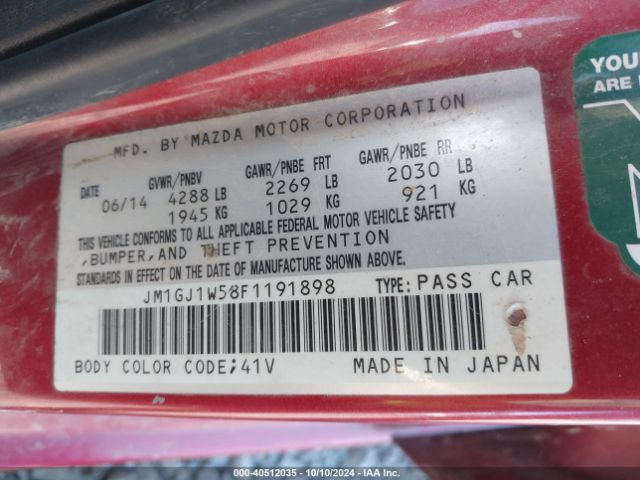 MFD. BY MAZDA MOTOR CORPORATION
DATE GVWR/PNBV GAWR/PNBE FRT GAWR/PNBE RR
06/14 4288 LB 2269 LB 2030 LB
1945 KG 1029 KG 921 KG
THIS VEHICLE CONFORMS TO ALL APPLICABLE FEDERAL MOTOR VEHICLE SAFETY
,BUMPER,AND THEFT PREVENTION
STANDARDS IN EFFECT ON THE DATE OF MANUFACTURE SHOWN ABOVE.
JM1GJ1W58F1191898 TYPE: PASS CAR
BODY COLOR CODE;41V MADE IN JAPAN
YOU
ARE
000-40512035 - 10/10/2024 - IAA Inc.